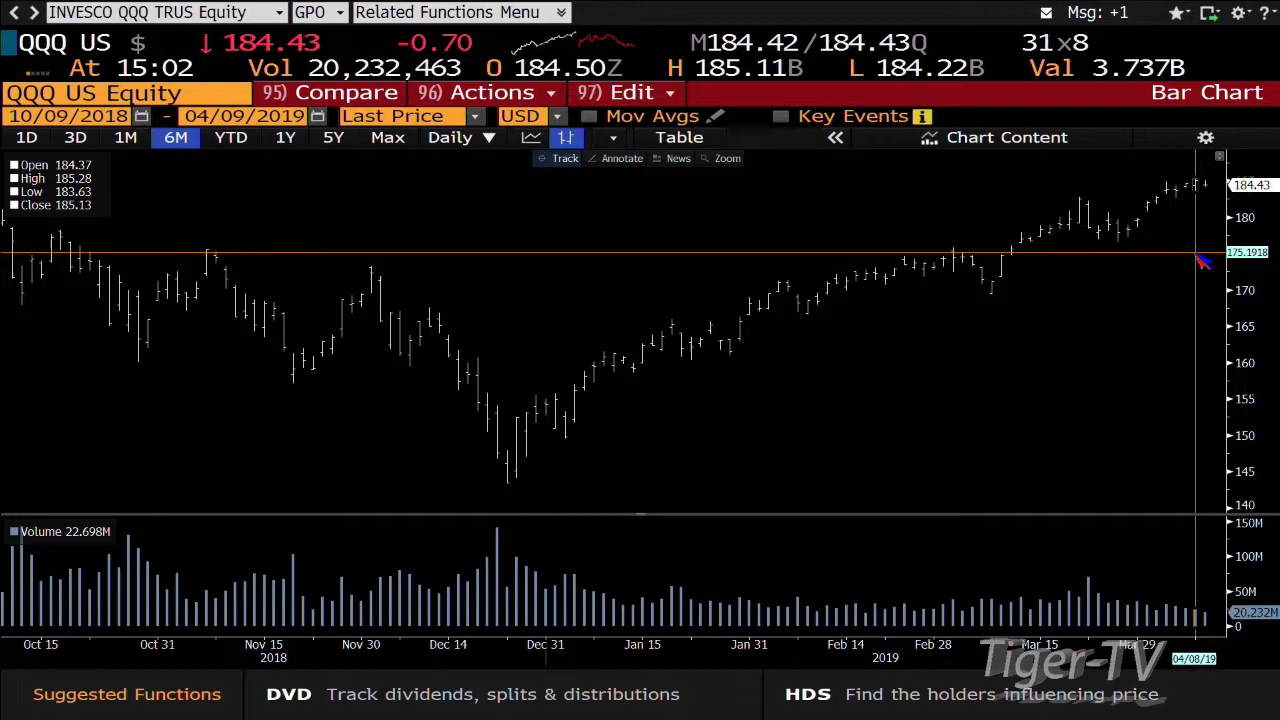 INVESCO QQQ TRUS Equity GPO Related Functions Menu Msg: +1
QQQ US $ ↓ 184.43 -0.70 M184.42 /184.43Q 31x8
At 15:02 Vol 20,232,463 O 184.50Z H 185.11B L 184.22B Val 3.737B
QQQ US Equity 95) Compare 96) Actions 97) Edit Bar Chart
10/09/2018 - 04/09/2019 Last Price USD Mov Avgs Key Events
1D 3D 1M 6M YTD 1Y 5Y Max Daily ▼ Table « Chart Content
Track Annotate News Zoom
Open 184.37
High 185.28
Low 183.63
Close 185.13
184.43
180
175.1918
170
165
160
155
150
145
140
Volume 22.698M
150M
100M
50M
20.232M
0
Oct 15 Oct 31 Nov 15 Nov 30 Dec 14 Dec 31 Jan 15 Jan 31 Feb 14 Feb 28 Mar 15 Mar 29
2018 2019 04/08/19
Tiger-TV
Suggested Functions DVD Track dividends, splits & distributions HDS Find the holders influencing price